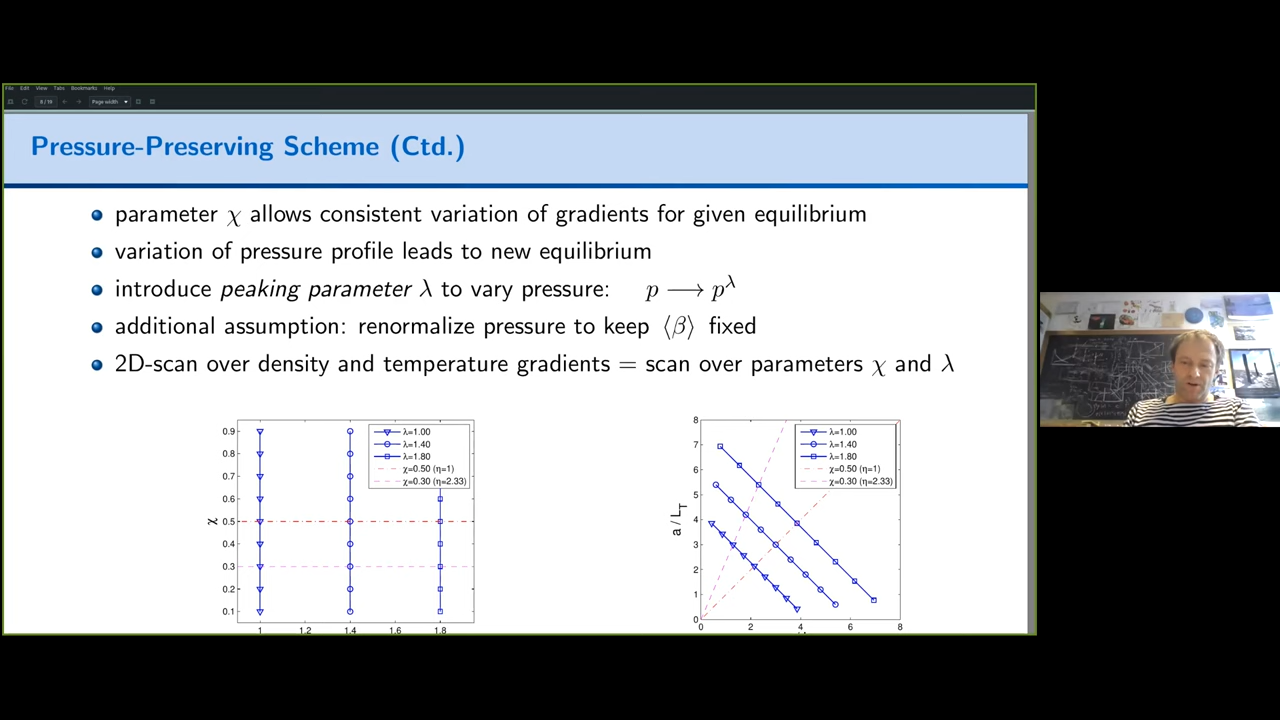 File Edit View Tabs Bookmarks Help
8 / 19 Page width
Pressure-Preserving Scheme (Ctd.)
parameter χ allows consistent variation of gradients for given equilibrium
variation of pressure profile leads to new equilibrium
introduce peaking parameter λ to vary pressure: p ⟶ p^λ
additional assumption: renormalize pressure to keep ⟨β⟩ fixed
2D-scan over density and temperature gradients = scan over parameters χ and λ
χ
0.9
0.8
0.7
0.6
0.5
0.4
0.3
0.2
0.1
1 1.2 1.4 1.6 1.8
λ=1.00
λ=1.40
λ=1.80
χ=0.50 (η=1)
χ=0.30 (η=2.33)
a / L_T
8
7
6
5
4
3
2
1
0
0 2 4 6 8
λ=1.00
λ=1.40
λ=1.80
χ=0.50 (η=1)
χ=0.30 (η=2.33)